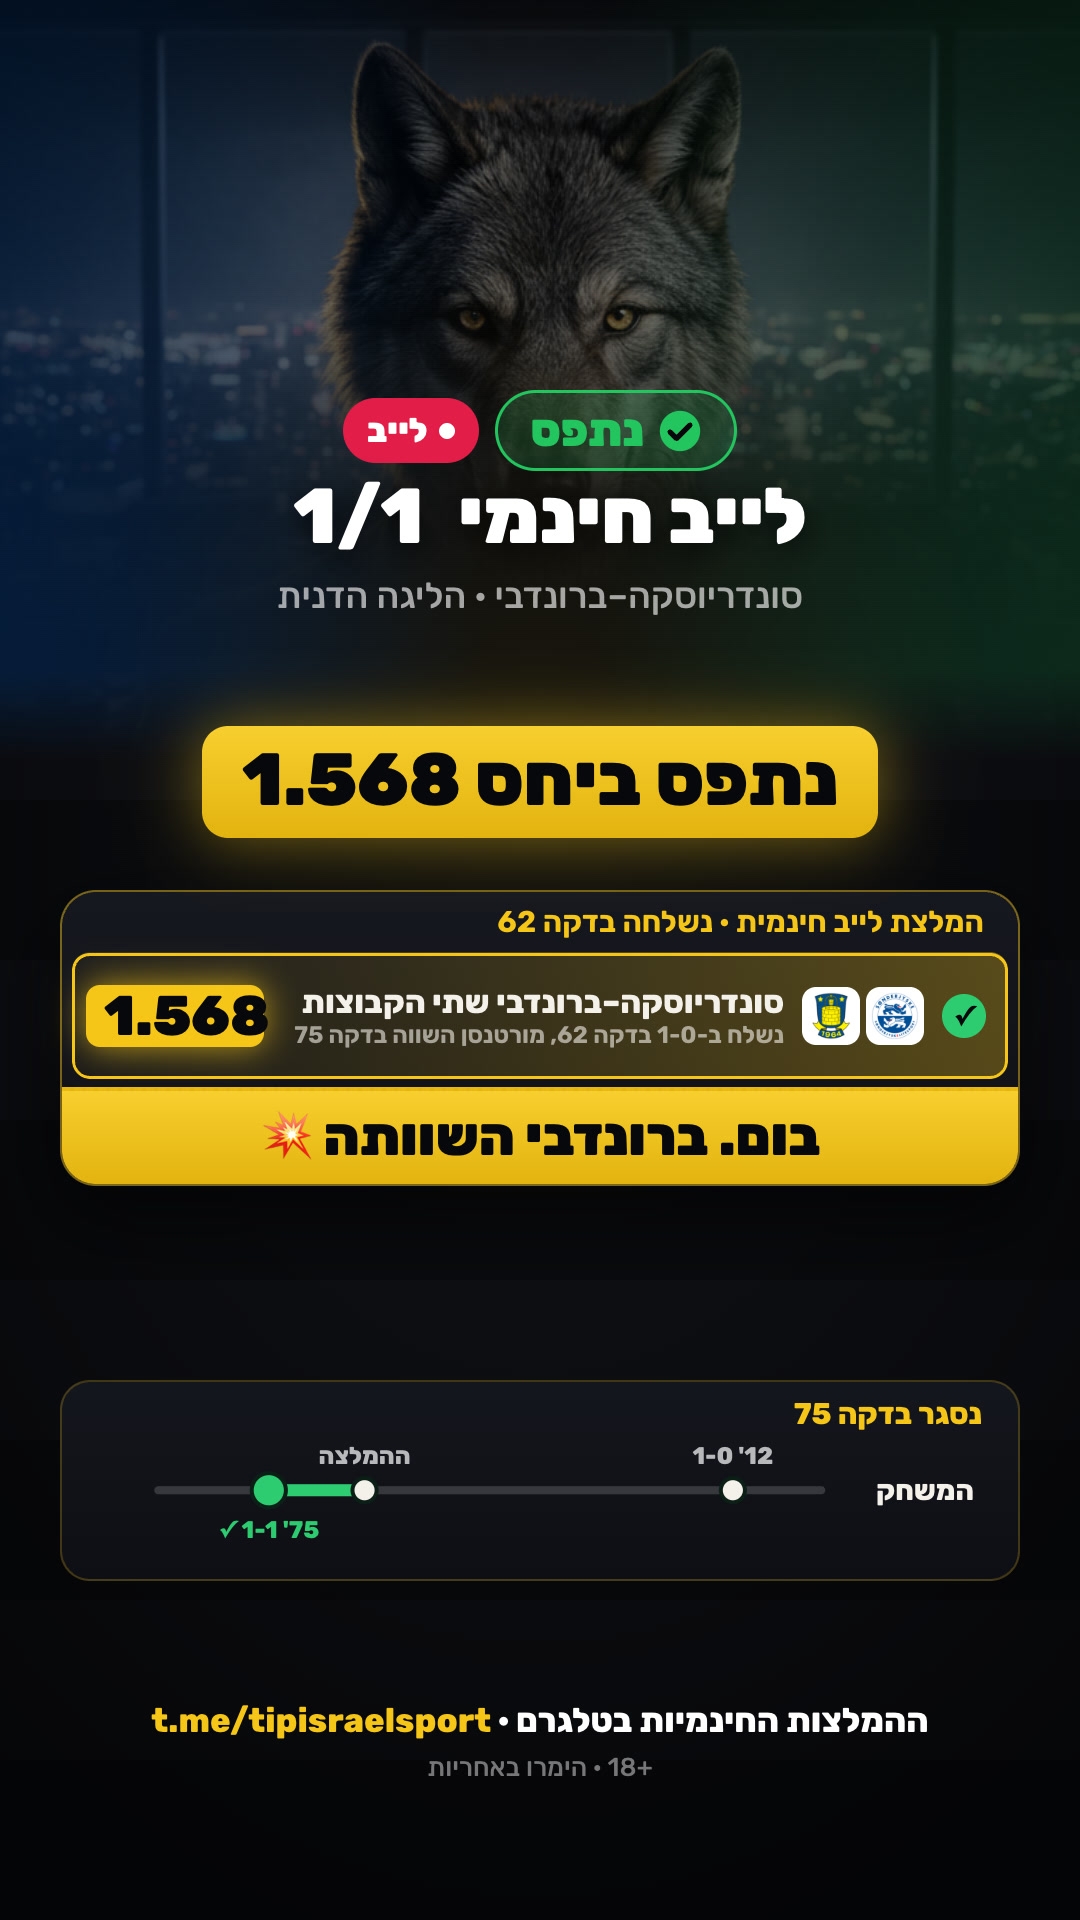 נתפס
לייב
לייב חינמי 1/1
סונדריוסקה-ברונדבי • הליגה הדנית
נתפס ביחס 1.568
המלצת לייב חינמית • נשלחה בדקה 62
סונדריוסקה-ברונדבי שתי הקבוצות
1.568
נשלח ב-1-0 בדקה 62, מורטנסן השווה בדקה 75
1964
בום. ברונדבי השוותה 💥
נסגר בדקה 75
12' 1-0
ההמלצה
המשחק
75' 1-1 ✓
ההמלצות החינמיות בטלגרם • t.me/tipisraelsport
18+ • הימרו באחריות